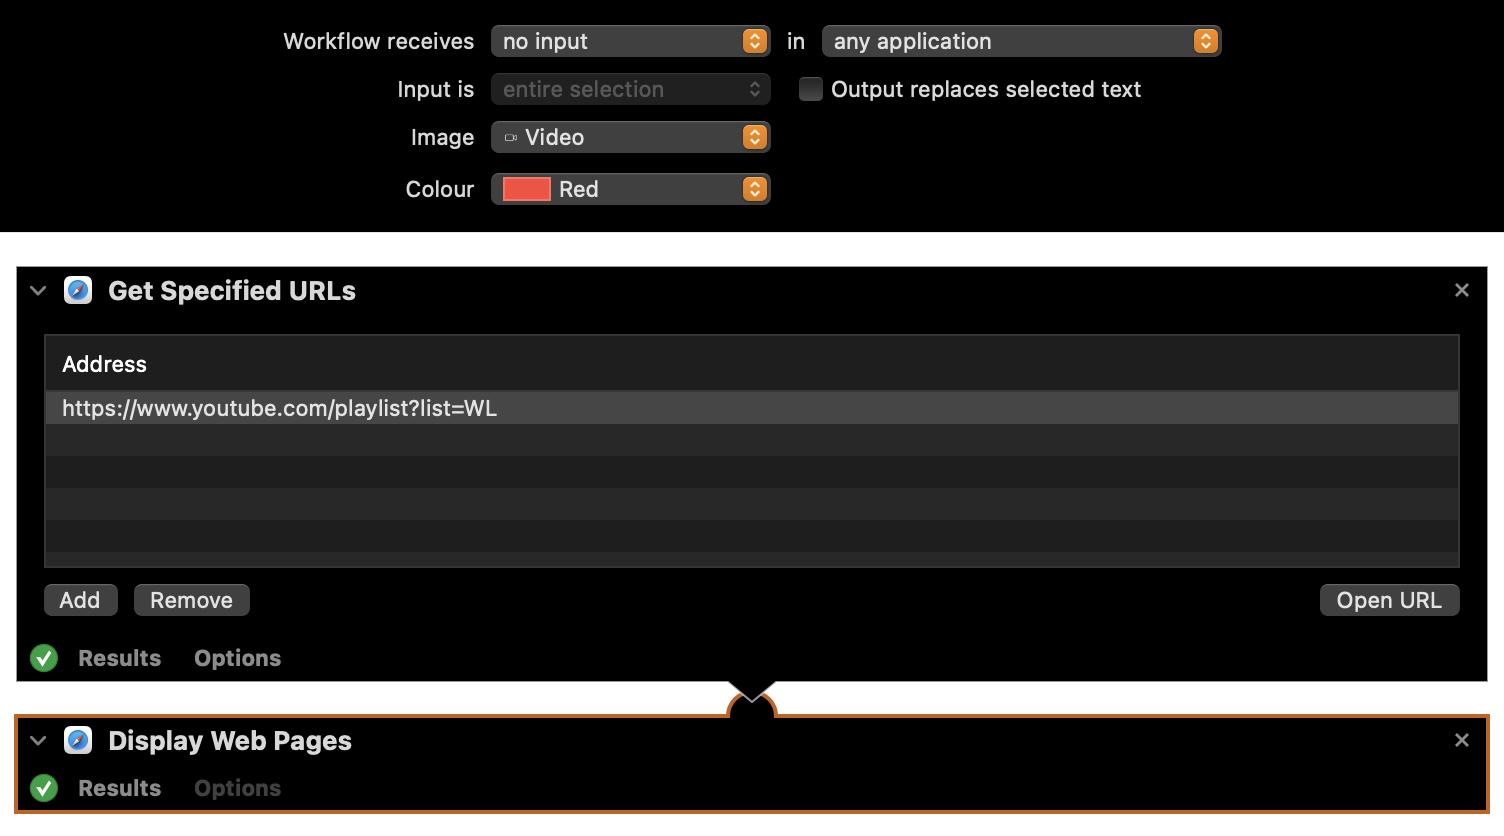 Workflow receives no input in any application
Input is entire selection Output replaces selected text
Image Video
Colour Red
Get Specified URLs
Address
https://www.youtube.com/playlist?list=WL
Add Remove Open URL
Results Options
Display Web Pages
Results Options